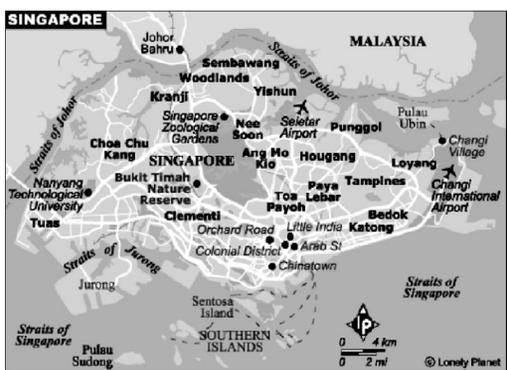 SINGAPORE
Johor
Bahru
MALAYSIA
Straits of Johor
Sembawang
Woodlands
Straits of Johor
Kranji
Yishun
Singapore
Zoological
Gardens
Nee
Soon
Seletar
Airport
Punggol
Pulau
Ubin
Changi
Village
Choa Chu
Kang
SINGAPORE
Ang Mo
Kio
Hougang
Loyang
Nanyang
Technological
University
Bukit Timah
Nature
Reserve
Paya
Lebar
Tampines
Changi
International
Airport
Toa
Payoh
Tuas
Clementi
Bedok
Katong
Orchard Road
Little India
Colonial District
Arab St
Chinatown
Straits of Jurong
Jurong
Sentosa
Island
Straits of
Singapore
Straits of
Singapore
SOUTHERN
ISLANDS
Pulau
Sudong
lp
0 4 km
0 2 mi
© Lonely Planet